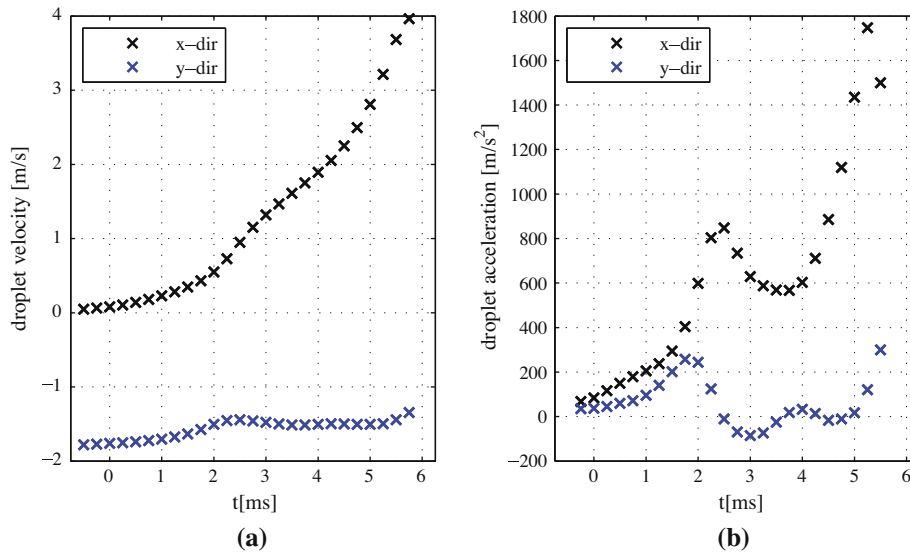 4
3
2
1
0
−1
−2
droplet velocity [m/s]
x−dir
y−dir
0 1 2 3 4 5 6
t[ms]
(a)
1800
1600
1400
1200
1000
800
600
400
200
0
−200
droplet acceleration [m/s²]
x−dir
y−dir
0 1 2 3 4 5 6
t[ms]
(b)